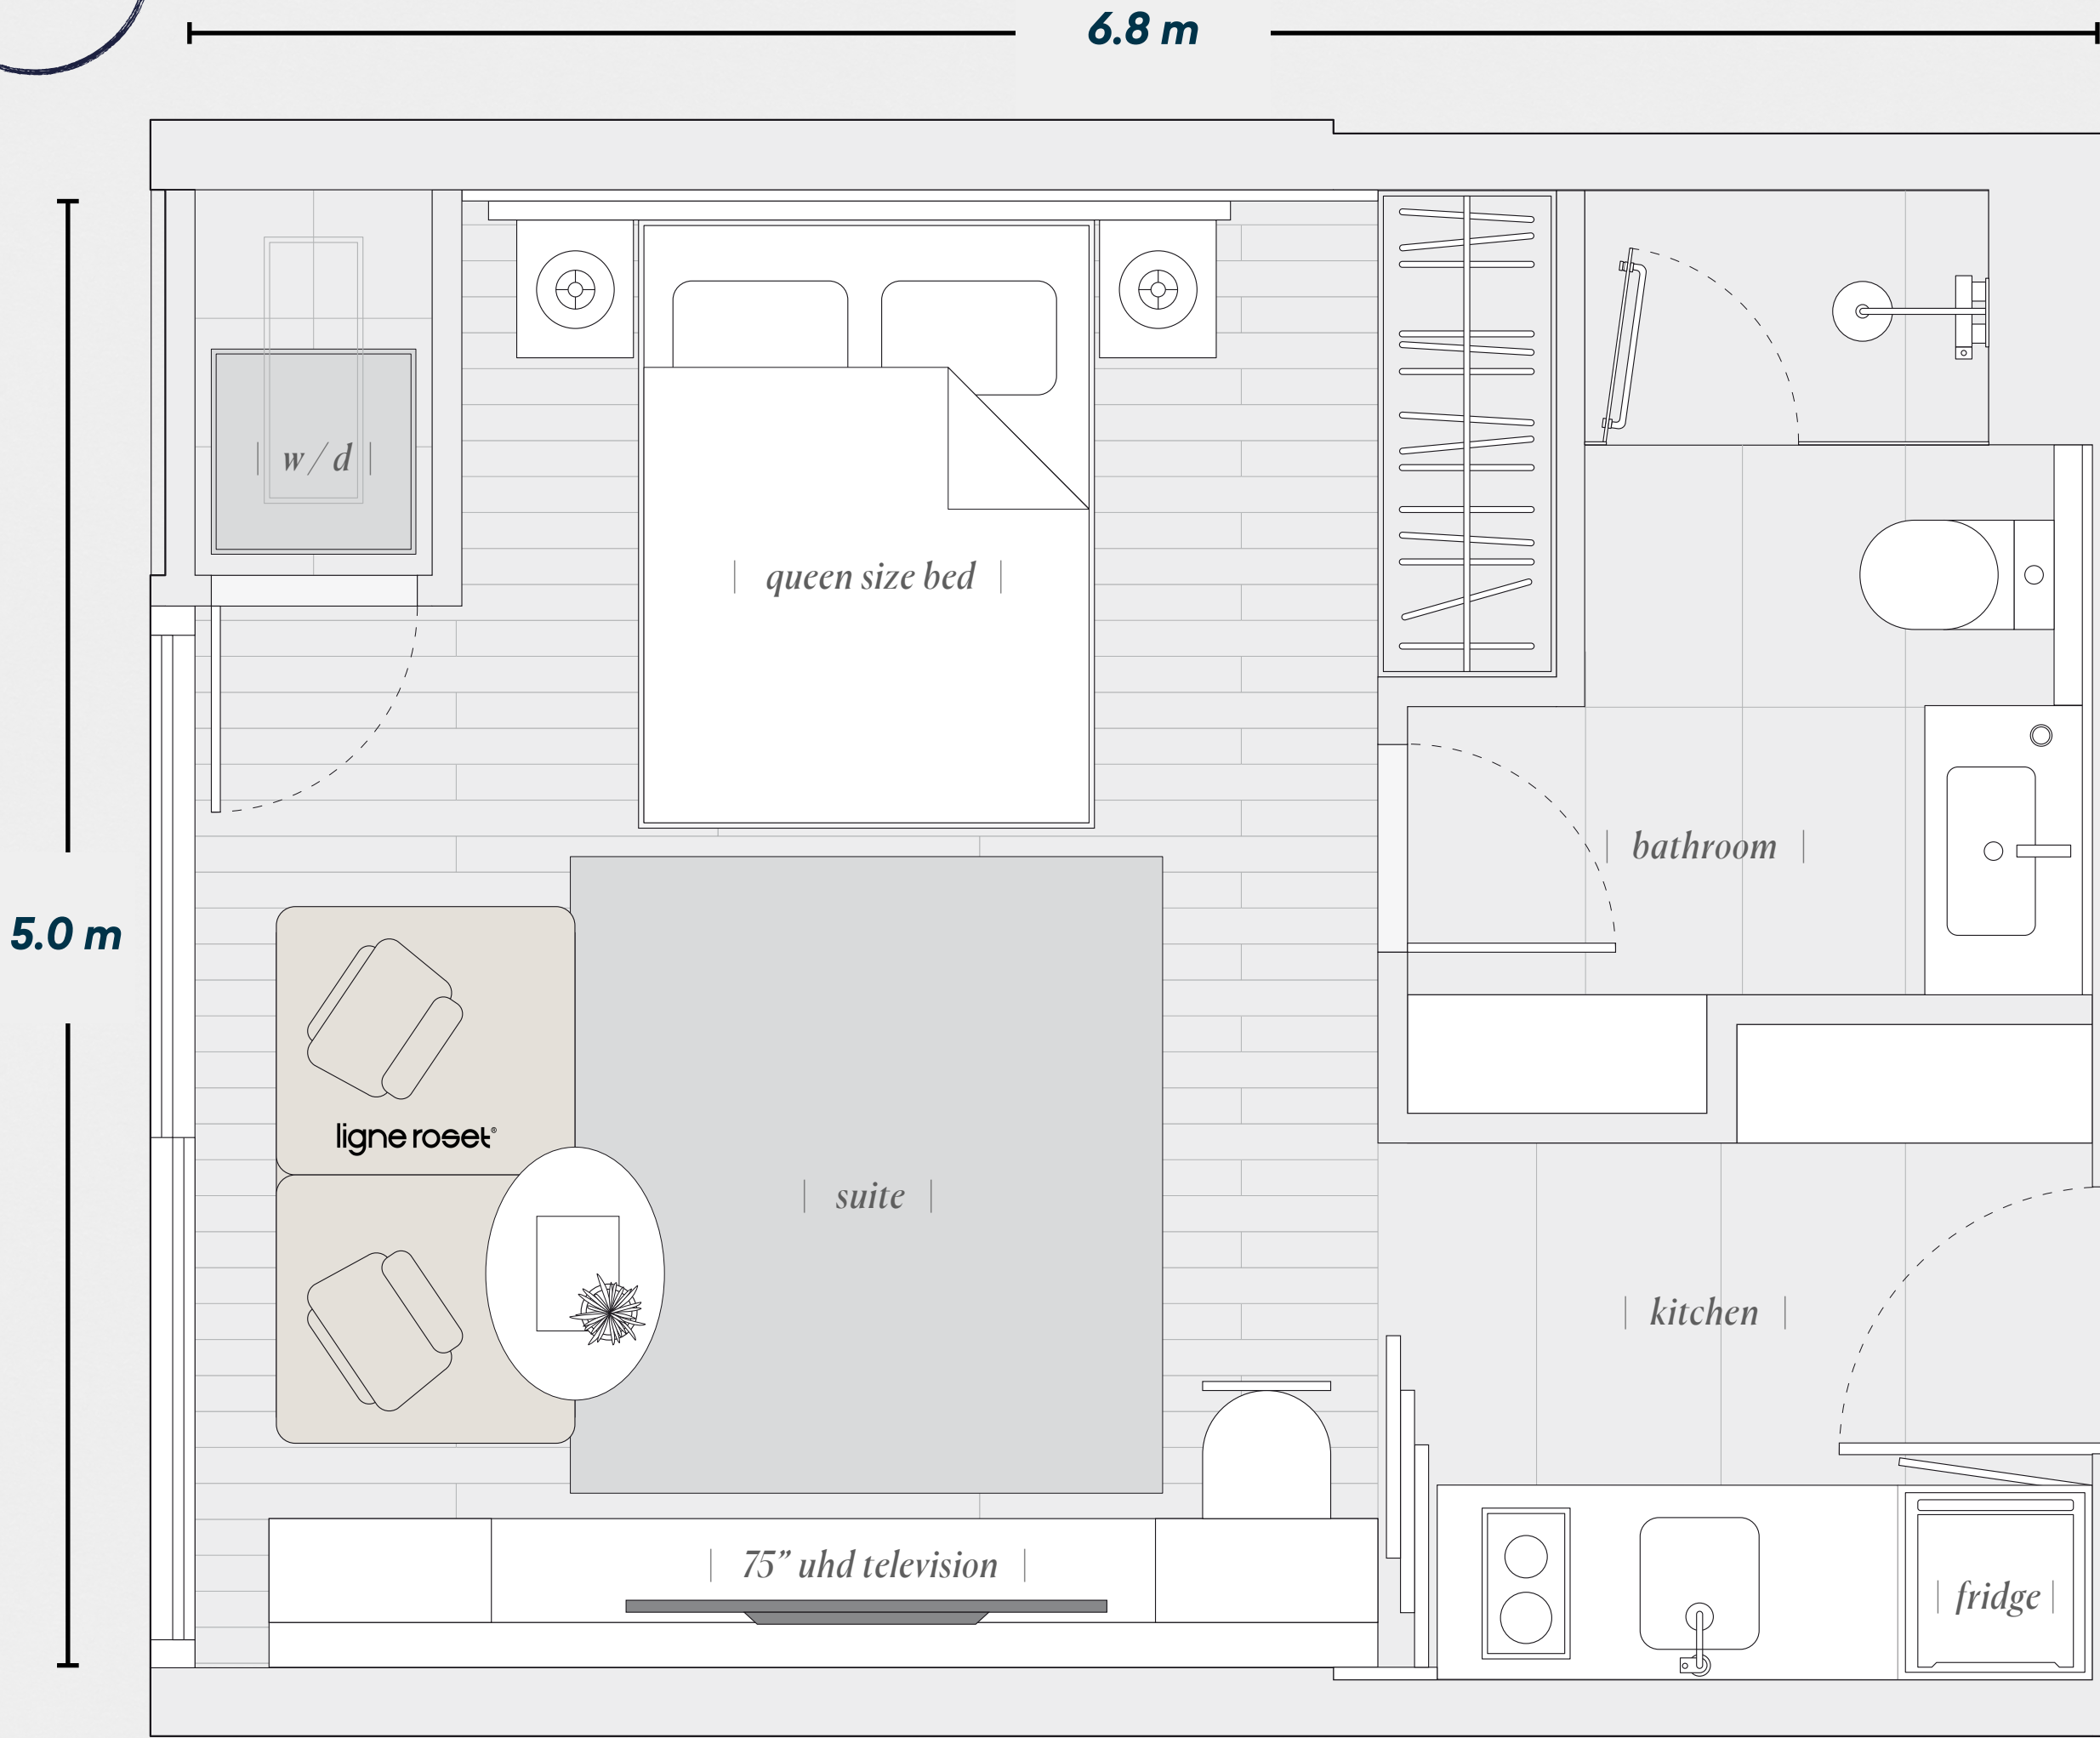 6.8 m
| w/d |
| queen size bed |
| bathroom |
5.0 m
ligne roset®
| suite |
| kitchen |
| 75” uhd television |
| fridge |